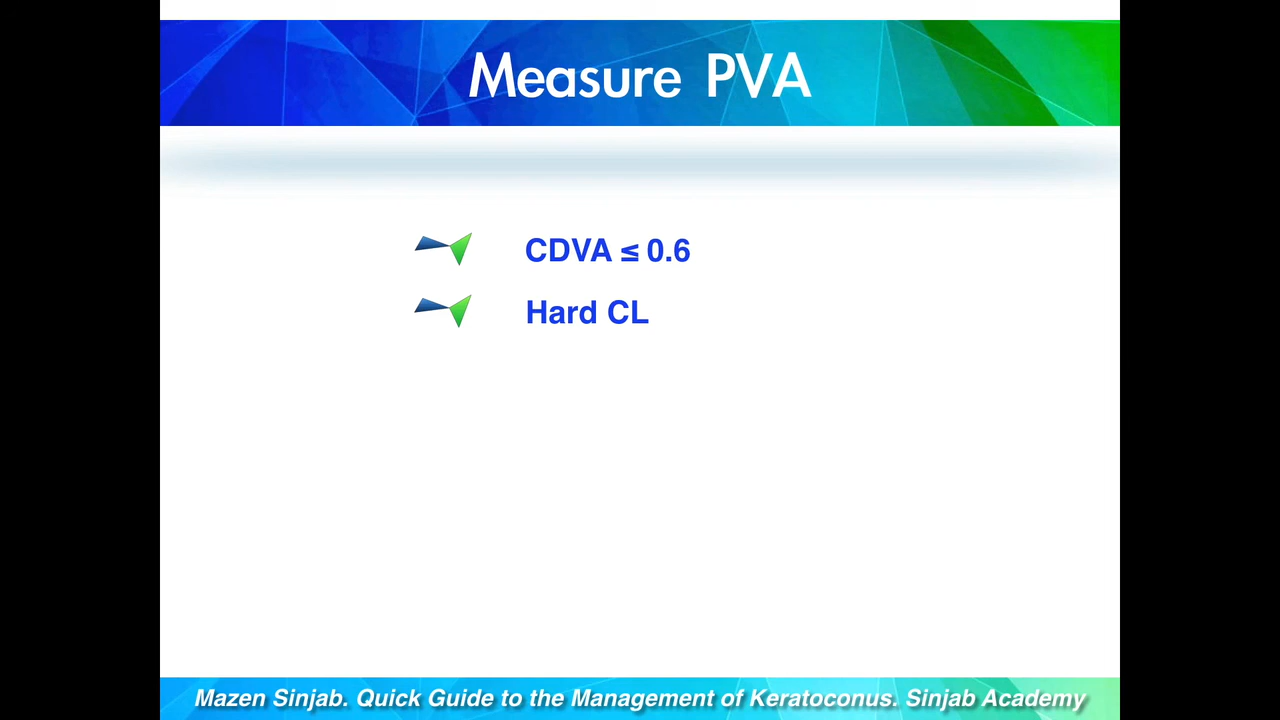 Measure PVA
CDVA ≤ 0.6
Hard CL
Mazen Sinjab. Quick Guide to the Management of Keratoconus. Sinjab Academy